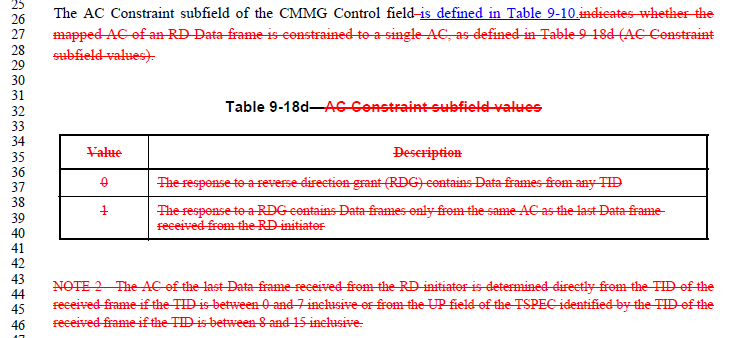 25
26 The AC Constraint subfield of the CMMG Control field is defined in Table 9-10.indicates whether the
27 mapped AC of an RD Data frame is constrained to a single AC, as defined in Table 9-18d (AC Constraint
28 subfield values).
29
30
31
32 Table 9-18d—AC Constraint subfield values
33
34
35 Value Description
36
37 0 The response to a reverse direction grant (RDG) contains Data frames from any TID
38
39 1 The response to a RDG contains Data frames only from the same AC as the last Data frame
40 received from the RD initiator
41
42
43 NOTE 2—The AC of the last Data frame received from the RD initiator is determined directly from the TID of the
44
45 received frame if the TID is between 0 and 7 inclusive or from the UP field of the TSPEC identified by the TID of the
46 received frame if the TID is between 8 and 15 inclusive.